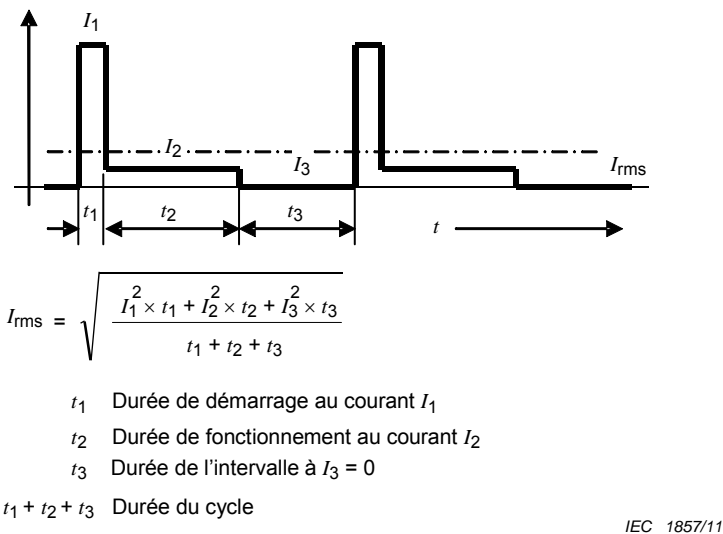 I1
I2
I3
Irms
t1 t2 t3 t
Irms = √ I1² × t1 + I2² × t2 + I3² × t3
t1 + t2 + t3
t1 Durée de démarrage au courant I1
t2 Durée de fonctionnement au courant I2
t3 Durée de l’intervalle à I3 = 0
t1 + t2 + t3 Durée du cycle
IEC 1857/11